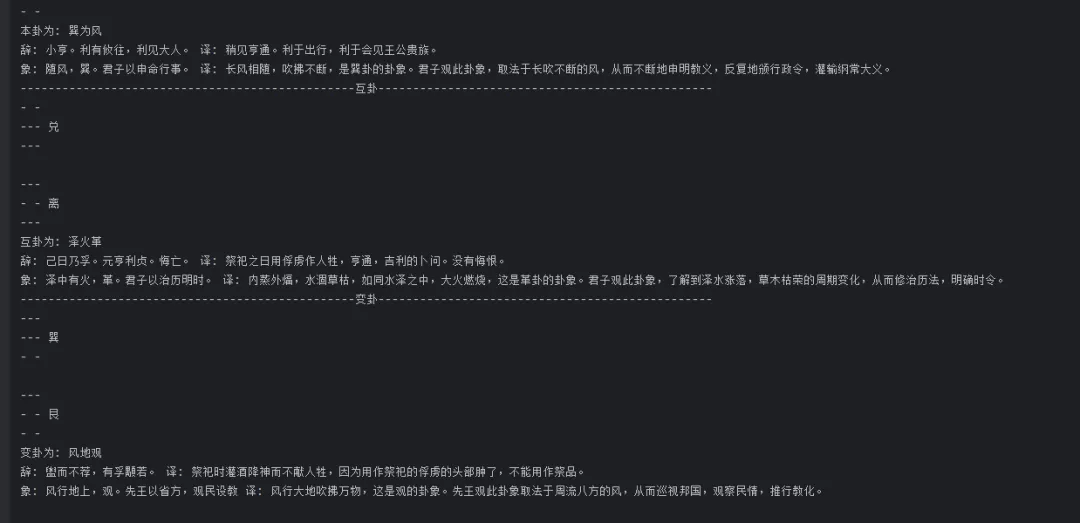 - -
本卦为: 巽为风
辞: 小亨。利有攸往，利见大人。 译: 稍见亨通。利于出行，利于会见王公贵族。
象: 随风，巽。君子以申命行事。 译: 长风相随，吹拂不断，是巽卦的卦象。君子观此卦象，取法于长吹不断的风，从而不断地申明教义，反复地颁行政令，灌输纲常大义。
------------------------------------------------互卦------------------------------------------------
- -
--- 兑
---
---
- - 离
---
互卦为: 泽火革
辞: 己日乃孚。元亨利贞。悔亡。 译: 祭祀之日用俘虏作人牲，亨通，吉利的卜问。没有悔恨。
象: 泽中有火，革。君子以治历明时。 译: 内蒸外煏，水涸草枯，如同水泽之中，大火燃烧，这是革卦的卦象。君子观此卦象，了解到泽水涨落，草木枯荣的周期变化，从而修治历法，明确时令。
------------------------------------------------变卦------------------------------------------------
---
--- 巽
- -
---
- - 艮
- -
变卦为: 风地观
辞: 盥而不荐，有孚颙若。 译: 祭祀时灌酒降神而不献人牲，因为用作祭祀的俘虏的头部肿了，不能用作祭品。
象: 风行地上，观。先王以省方，观民设教 译: 风行大地吹拂万物，这是观的卦象。先王观此卦象取法于周流八方的风，从而巡视邦国，观察民情，推行教化。